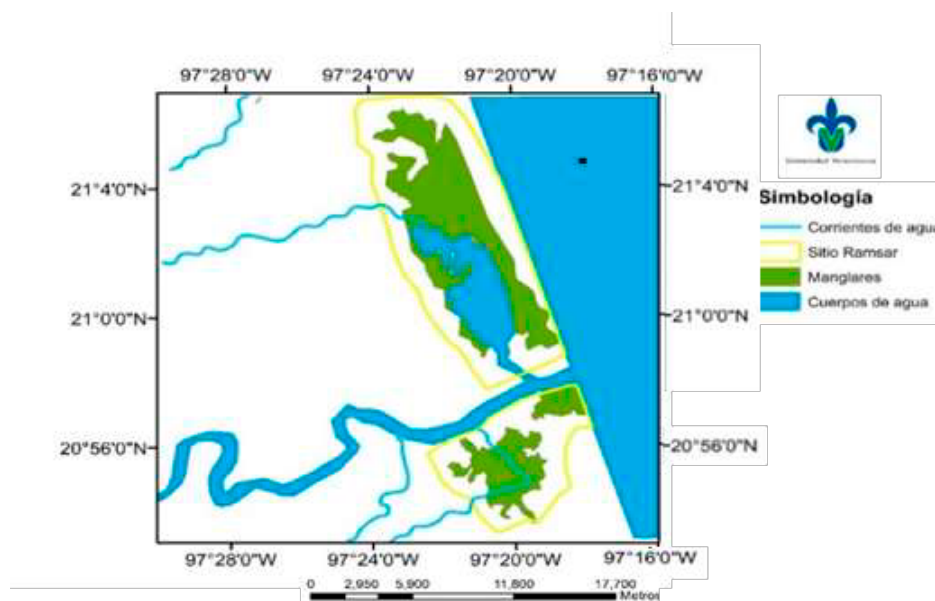 97°28'0"W 97°24'0"W 97°20'0"W 97°16'0"W
21°4'0"N 21°4'0"N
Simbología
Corrientes de agua
Sitio Ramsar
Manglares
Cuerpos de agua
21°0'0"N 21°0'0"N
20°56'0"N 20°56'0"N
97°28'0"W 97°24'0"W 97°20'0"W 97°16'0"W
0 2,950 5,900 11,800 17,700
Metros